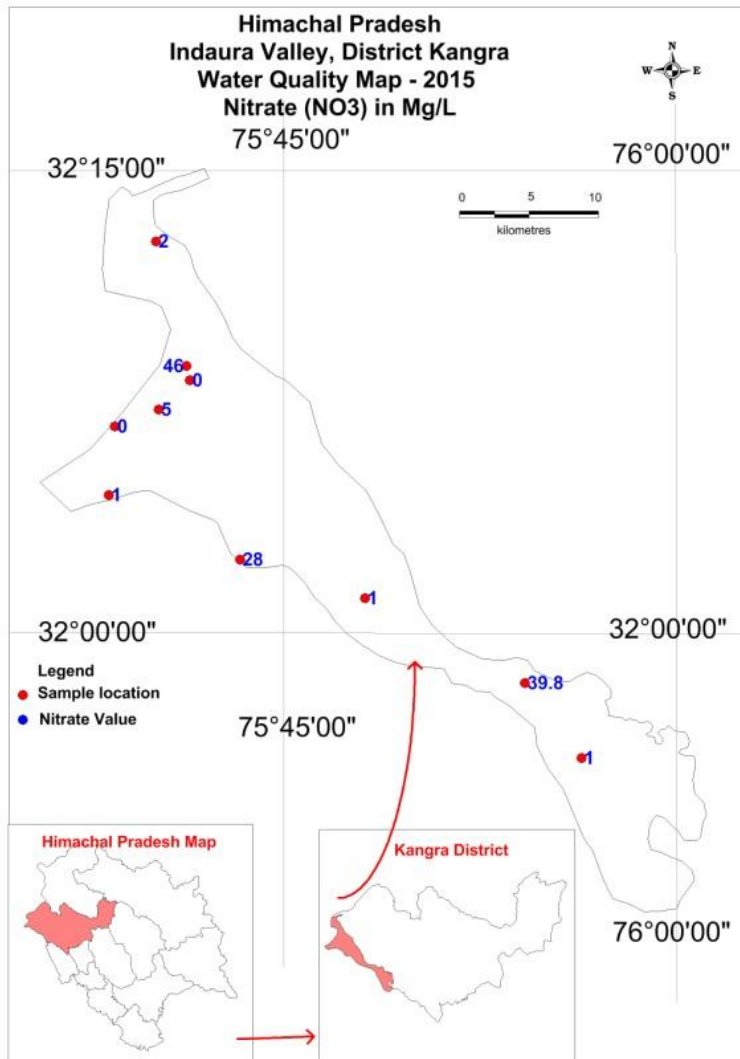 Himachal Pradesh
Indaura Valley, District Kangra
Water Quality Map - 2015
Nitrate (NO3) in Mg/L
N
W E
S
75°45'00"
76°00'00"
32°15'00"
0 5 10
kilometres
2
46
0
5
0
1
28
1
32°00'00"
32°00'00"
39.8
Legend
Sample location
Nitrate Value
75°45'00"
1
Himachal Pradesh Map
Kangra District
76°00'00"